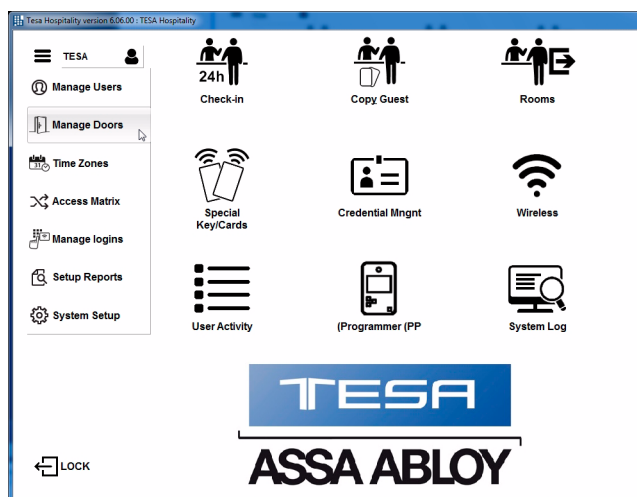 Tesa Hospitality version 6.06.00 : TESA Hospitality
TESA
Manage Users
Manage Doors
31
Time Zones
Access Matrix
Manage logins
Setup Reports
System Setup
LOCK
24h
Check-in
Copy Guest
Rooms
Special
Key/Cards
Credential Mngnt
Wireless
User Activity
(Programmer (PP
System Log
TESA
ASSA ABLOY